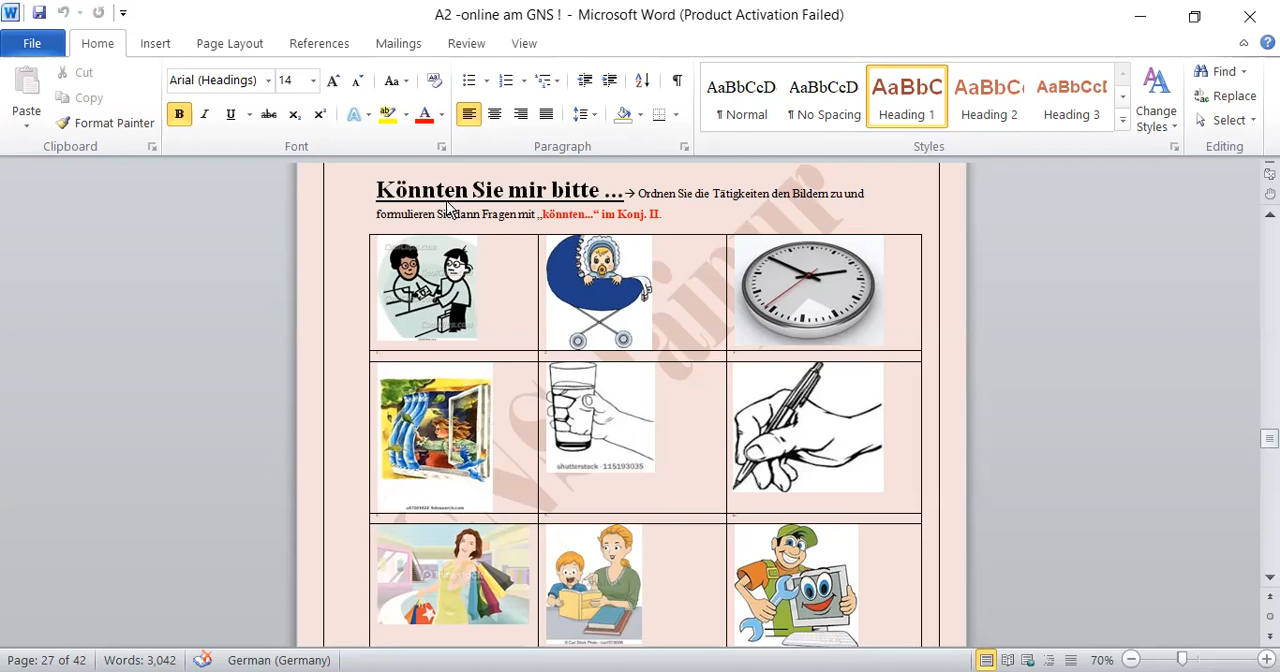 A2 -online am GNS ! - Microsoft Word (Product Activation Failed)
File Home Insert Page Layout References Mailings Review View
Paste
Cut
Copy
Format Painter
Clipboard
Arial (Headings) 14
Font
Paragraph
AaBbCcD AaBbCcD AaBbC AaBbC AaBbCc
¶ Normal ¶ No Spacing Heading 1 Heading 2 Heading 3
Change Styles
Styles
Find
Replace
Select
Editing
Könnten Sie mir bitte ...→ Ordnen Sie die Tätigkeiten den Bildern zu und
formulieren Sie dann Fragen mit „könnten...“ im Konj. II.
shutterstock · 115193035
Page: 27 of 42 Words: 3,042 German (Germany) 70%